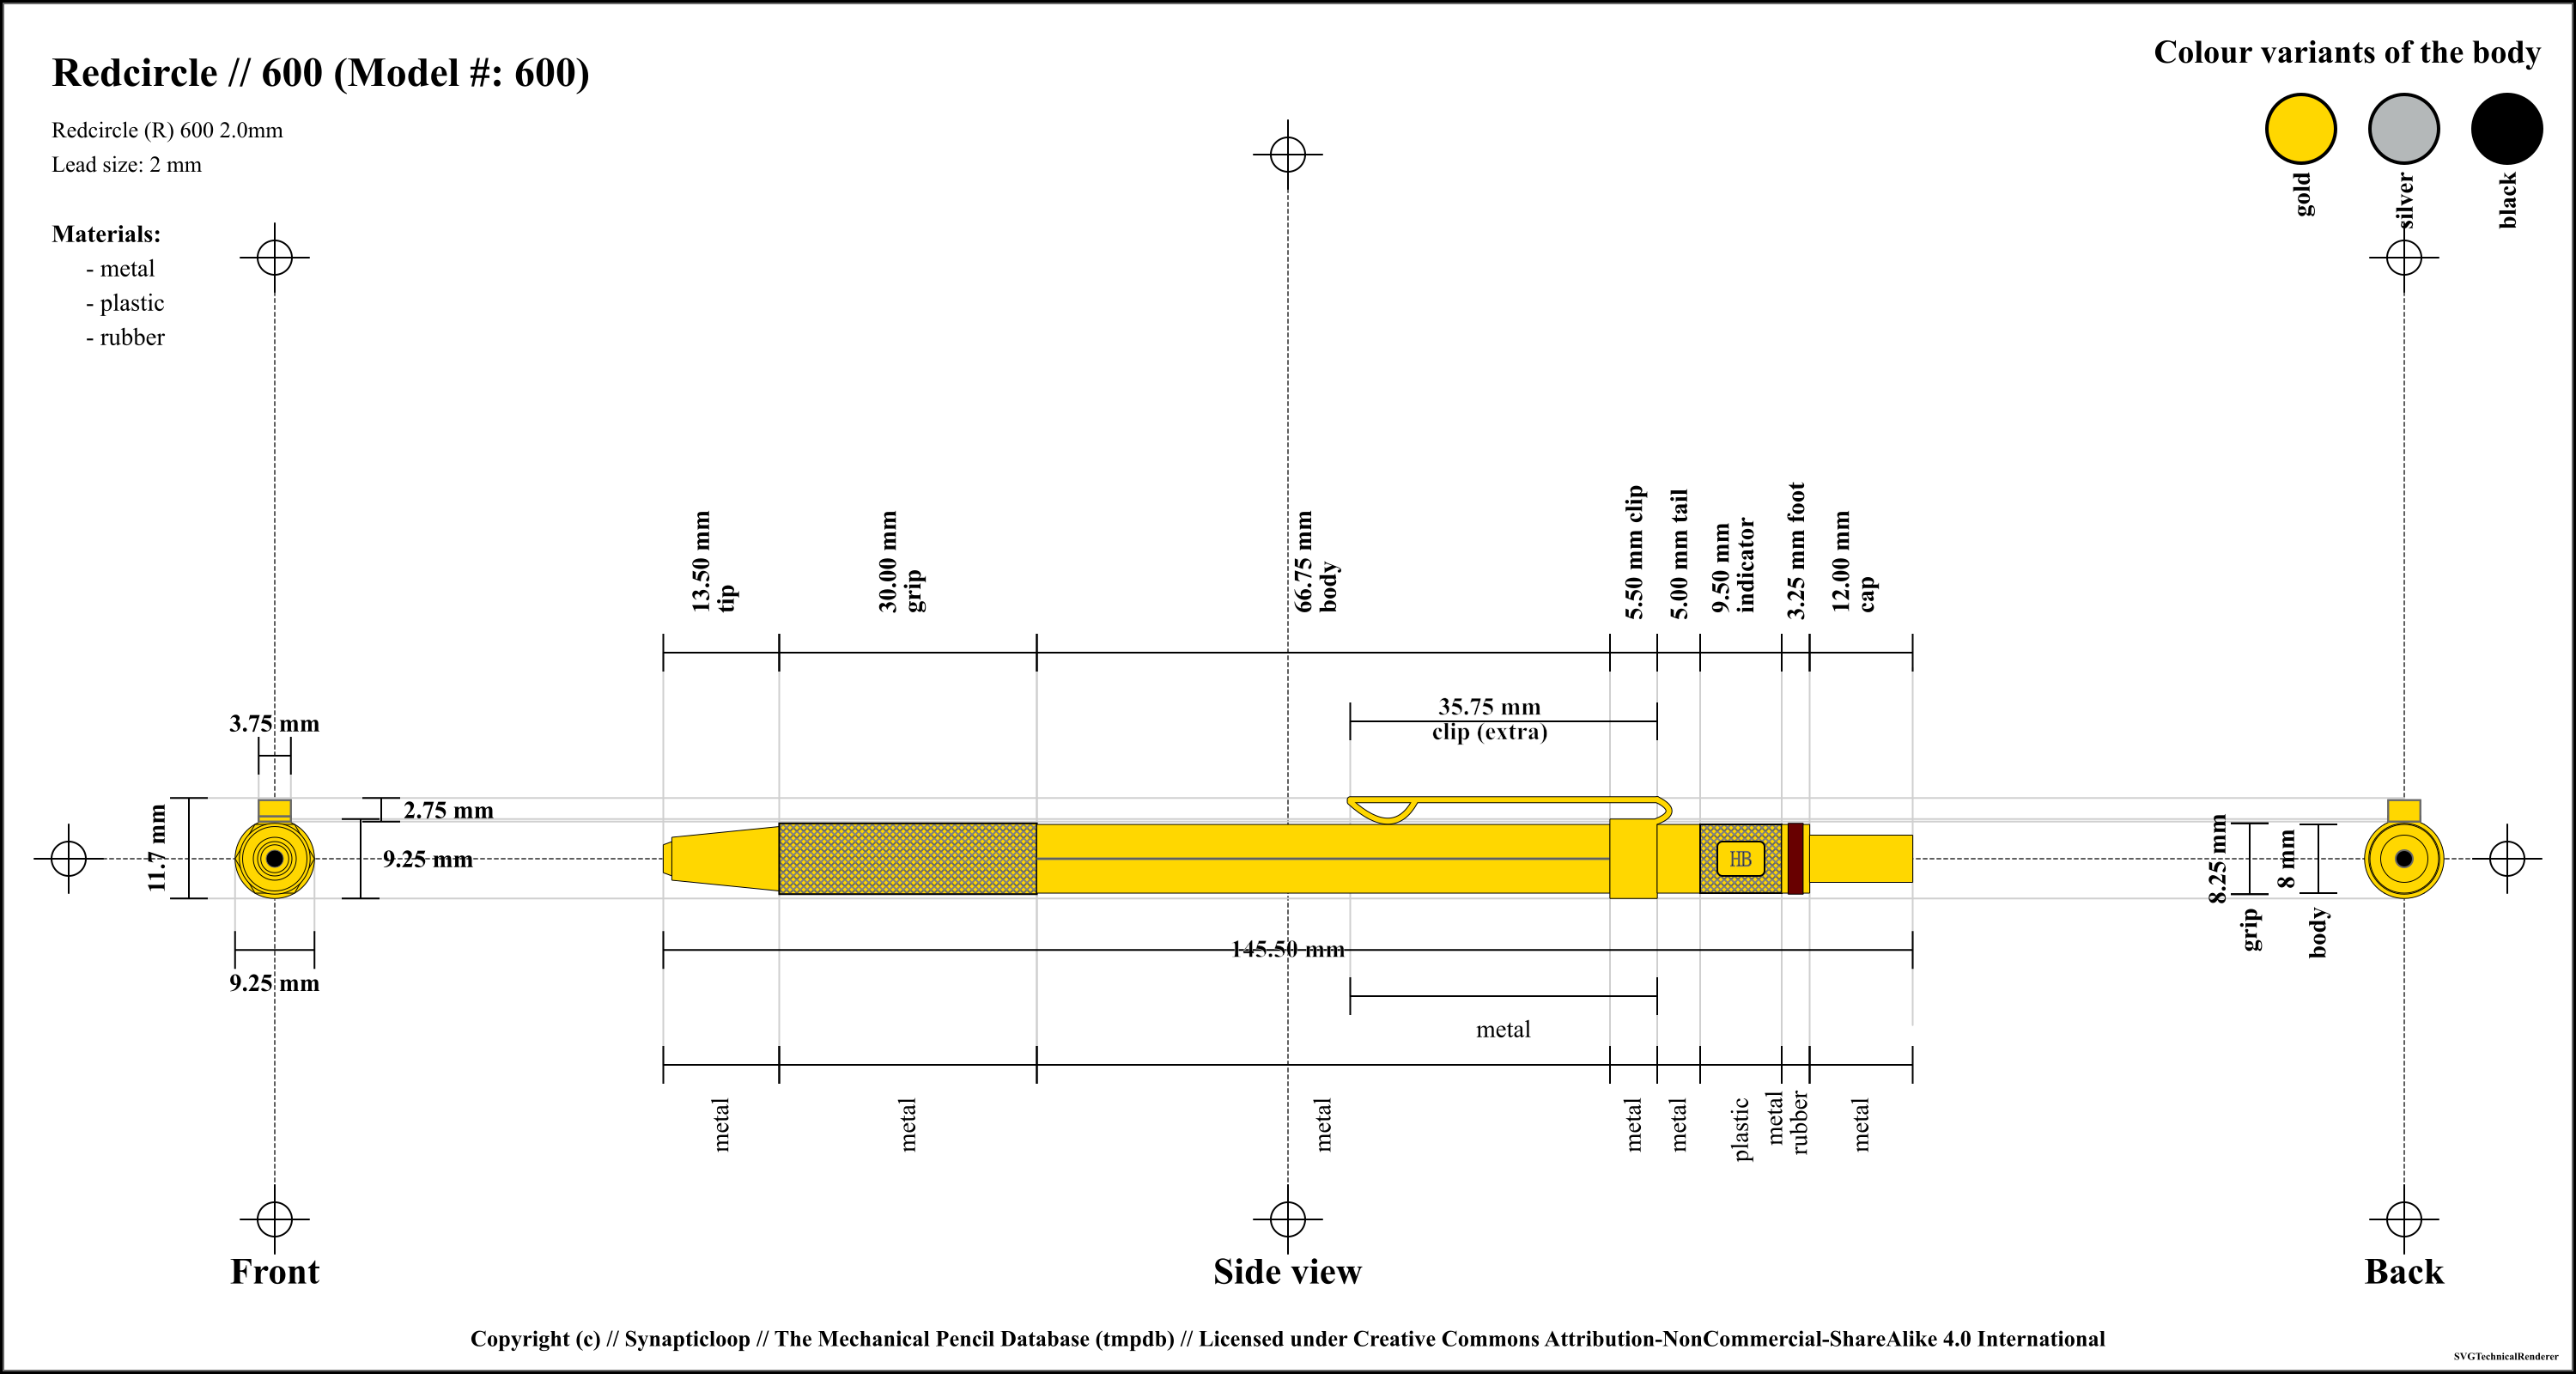 Redcircle // 600 (Model #: 600)
Redcircle (R) 600 2.0mm
Lead size: 2 mm
Materials:
- metal
- plastic
- rubber
Colour variants of the body
gold
silver
black
13.50 mm
tip
30.00 mm
grip
66.75 mm
body
5.50 mm clip
5.00 mm tail
9.50 mm
indicator
3.25 mm foot
12.00 mm
cap
35.75 mm
clip (extra)
3.75 mm
2.75 mm
11.7 mm
9.25 mm
9.25 mm
HB
8.25 mm
grip
8 mm
body
145.50 mm
metal
metal
metal
metal
metal
metal
plastic
metal
rubber
metal
Front
Side view
Back
Copyright (c) // Synapticloop // The Mechanical Pencil Database (tmpdb) // Licensed under Creative Commons Attribution-NonCommercial-ShareAlike 4.0 International
SVGTechnicalRenderer